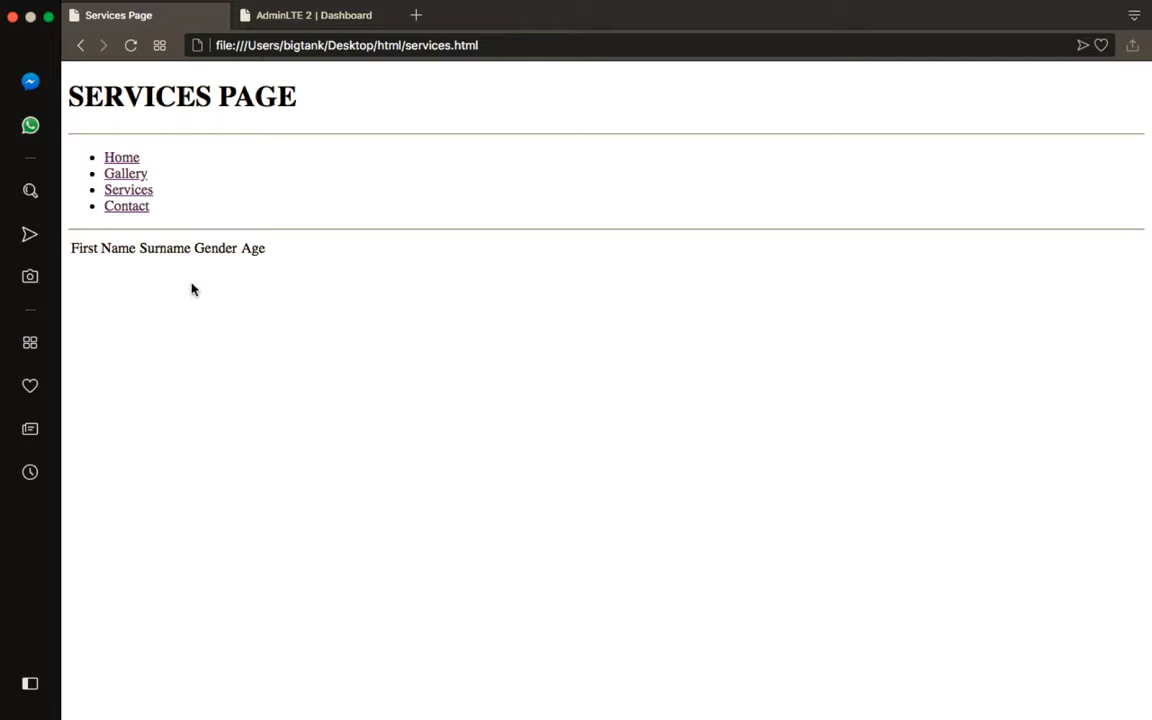 Services Page
AdminLTE 2 | Dashboard
file:///Users/bigtank/Desktop/html/services.html
SERVICES PAGE
Home
Gallery
Services
Contact
First Name Surname Gender Age